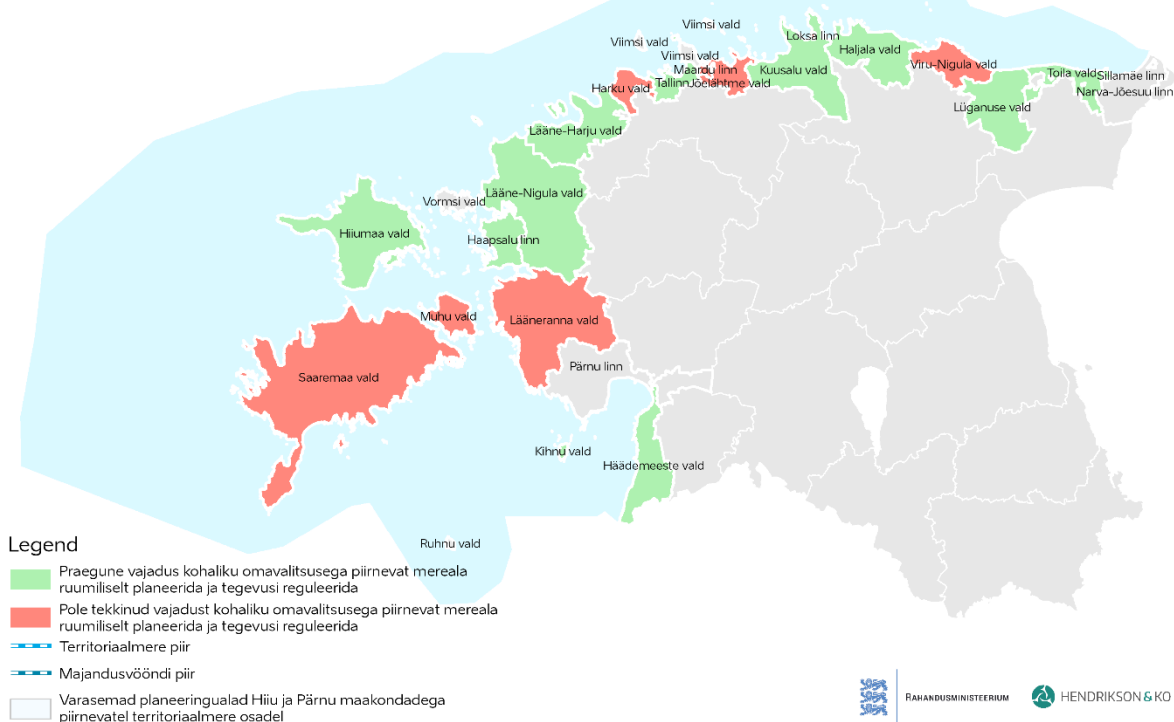 Viimsi vald
Viimsi vald
Viimsi vald
Loksa linn
Haljala vald
Maardu linn
Kuusalu vald
Viru-Nigula vald
Toila vald
Sillamäe linn
Harku vald
Tallinn
Jõelähtme vald
Narva-Jõesuu linn
Lüganuse vald
Lääne-Harju vald
Lääne-Nigula vald
Vormsi vald
Hiiumaa vald
Haapsalu linn
Muhu vald
Lääneranna vald
Pärnu linn
Saaremaa vald
Kihnu vald
Häädemeeste vald
Ruhnu vald
Legend
Praegune vajadus kohaliku omavalitsusega piirnevat mereala
ruumiliselt planeerida ja tegevusi reguleerida
Pole tekkinud vajadust kohaliku omavalitsusega piirnevat mereala
ruumiliselt planeerida ja tegevusi reguleerida
Territoriaalmere piir
Majandusvööndi piir
Varasemad planeeringualad Hiiu ja Pärnu maakondadega
piirnevatel territoriaalmere osadel
RAHANDUSMINISTEERIUM
HENDRIKSON & KO